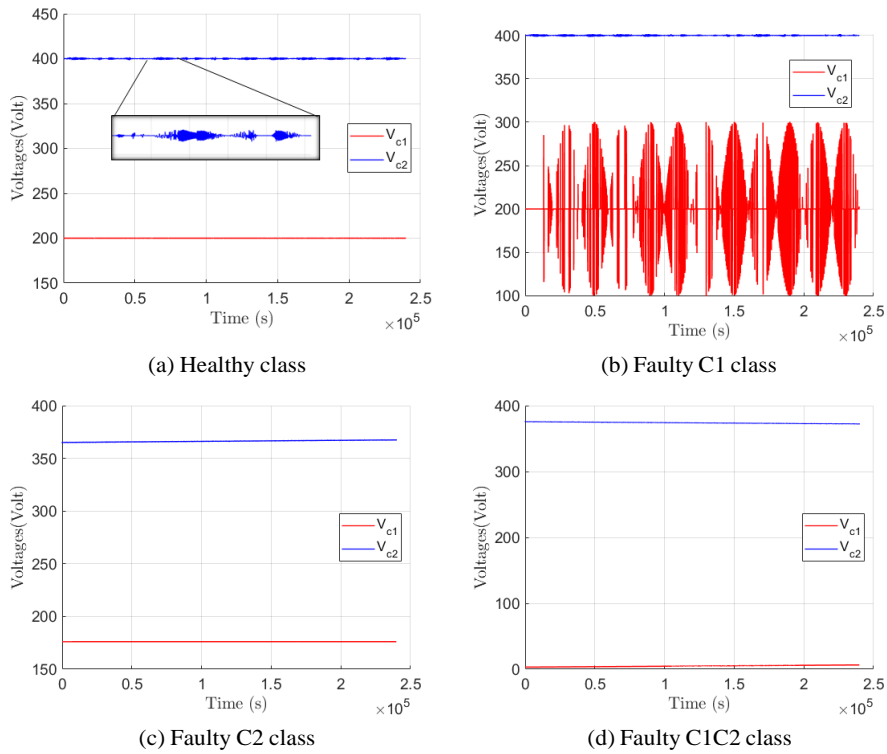 450
400
350
300
250
200
150
Voltages(Volt)
V_c1
V_c2
0 0.5 1 1.5 2 2.5
Time (s)
×10^5
(a) Healthy class
400
350
300
250
200
150
100
Voltages(Volt)
V_c1
V_c2
0 0.5 1 1.5 2 2.5
Time (s)
×10^5
(b) Faulty C1 class
400
350
300
250
200
150
Voltages(Volt)
V_c1
V_c2
0 0.5 1 1.5 2 2.5
Time (s)
×10^5
(c) Faulty C2 class
400
300
200
100
0
Voltages(Volt)
V_c1
V_c2
0 0.5 1 1.5 2 2.5
Time (s)
×10^5
(d) Faulty C1C2 class